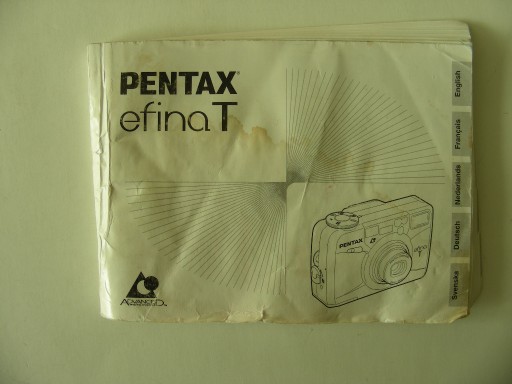 PENTAX
efina T
English
Français
Nederlands
Deutsch
Svenska
PENTAX